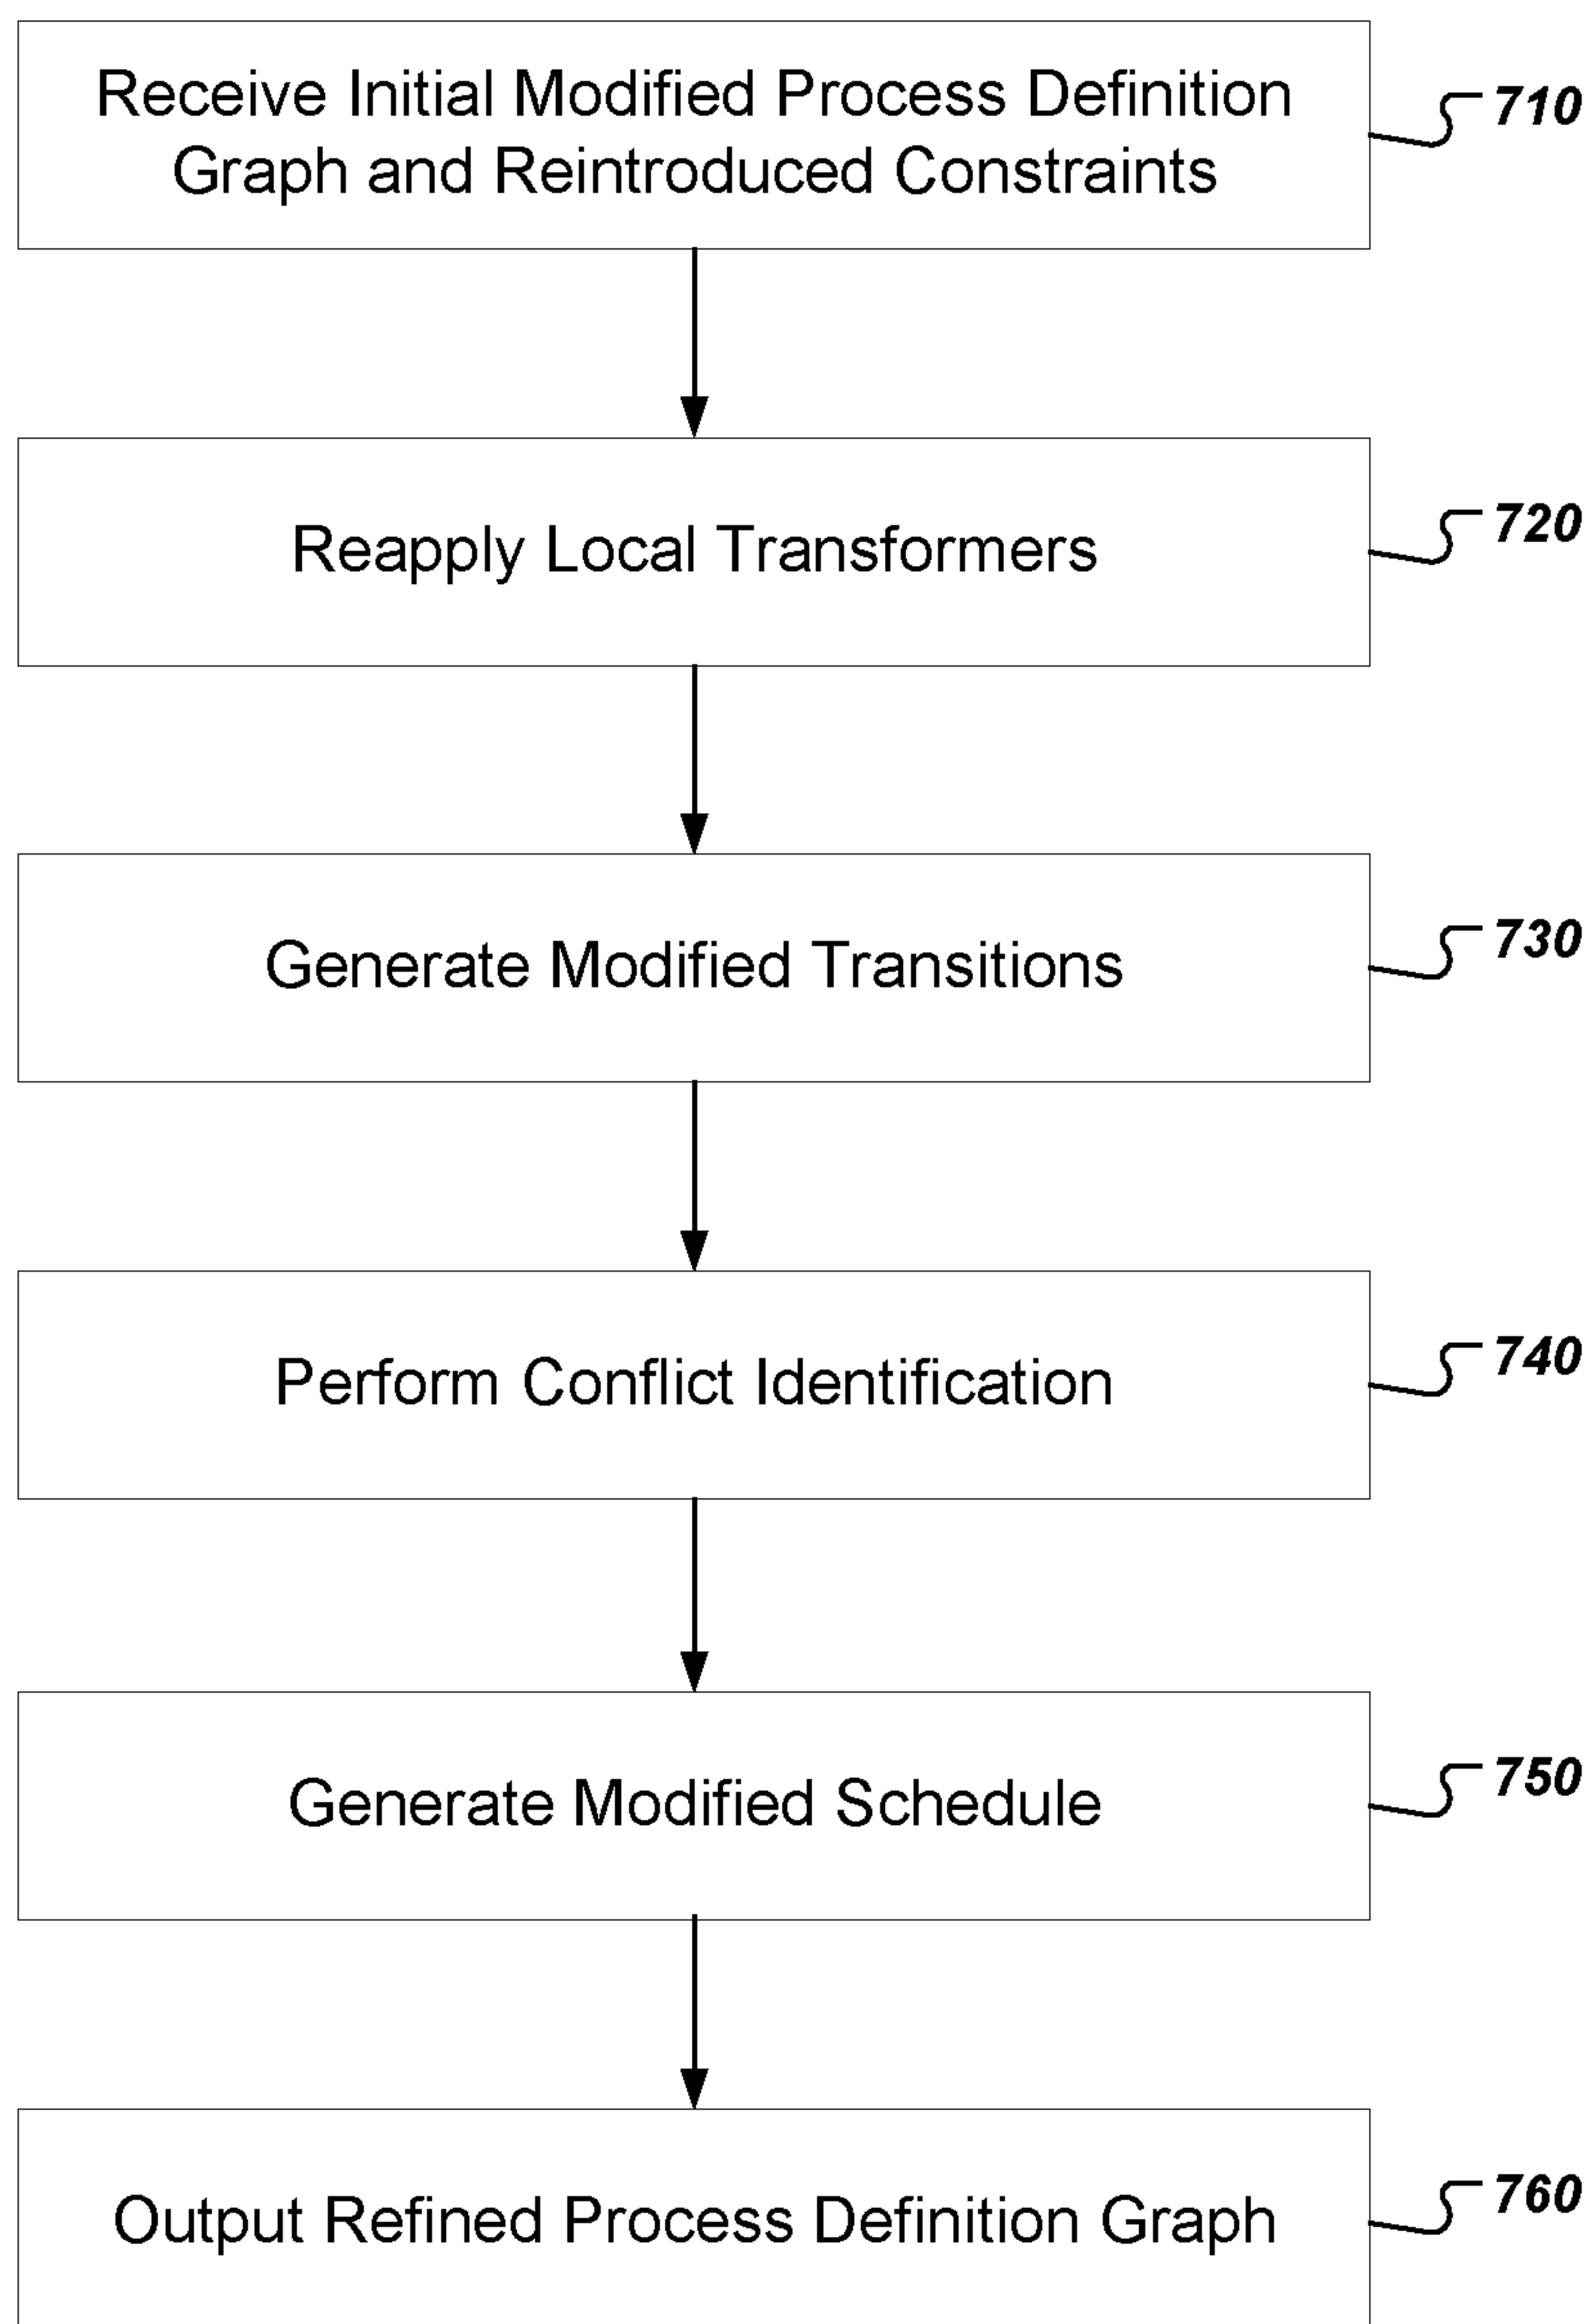 Receive Initial Modified Process Definition
Graph and Reintroduced Constraints
710
Reapply Local Transformers
720
Generate Modified Transitions
730
Perform Conflict Identification
740
Generate Modified Schedule
750
Output Refined Process Definition Graph
760